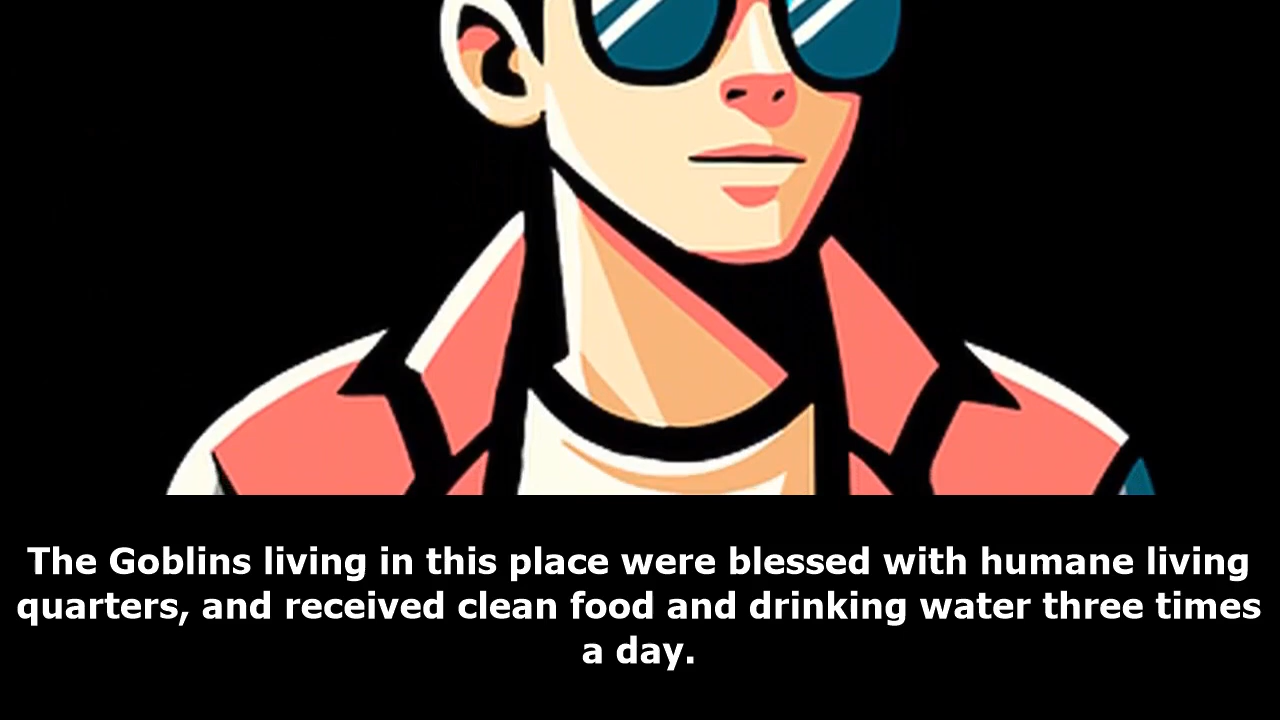 The Goblins living in this place were blessed with humane living
quarters, and received clean food and drinking water three times
a day.